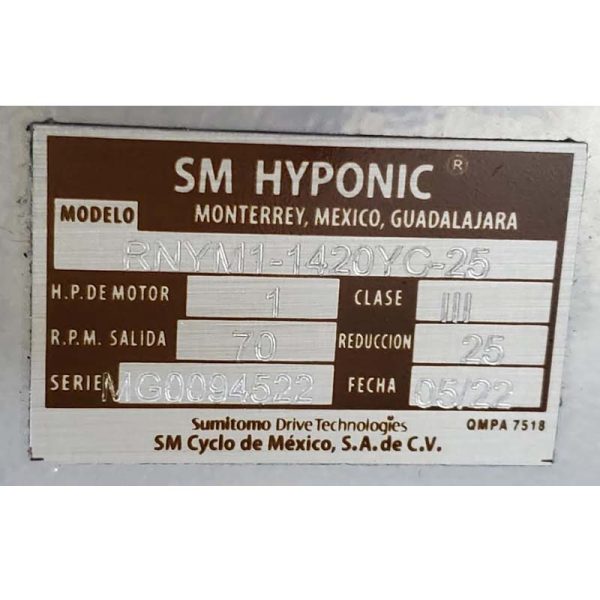 SM HYPONIC ®
MODELO MONTERREY, MEXICO, GUADALAJARA
RNYM1-1420YC-25
H.P.DE MOTOR 1 CLASE III
R.P.M. SALIDA 70 REDUCCION 25
SERIE MG0094522 FECHA 05/22
Sumitomo Drive Technologies QMPA 7518
SM Cyclo de México, S.A. de C.V.